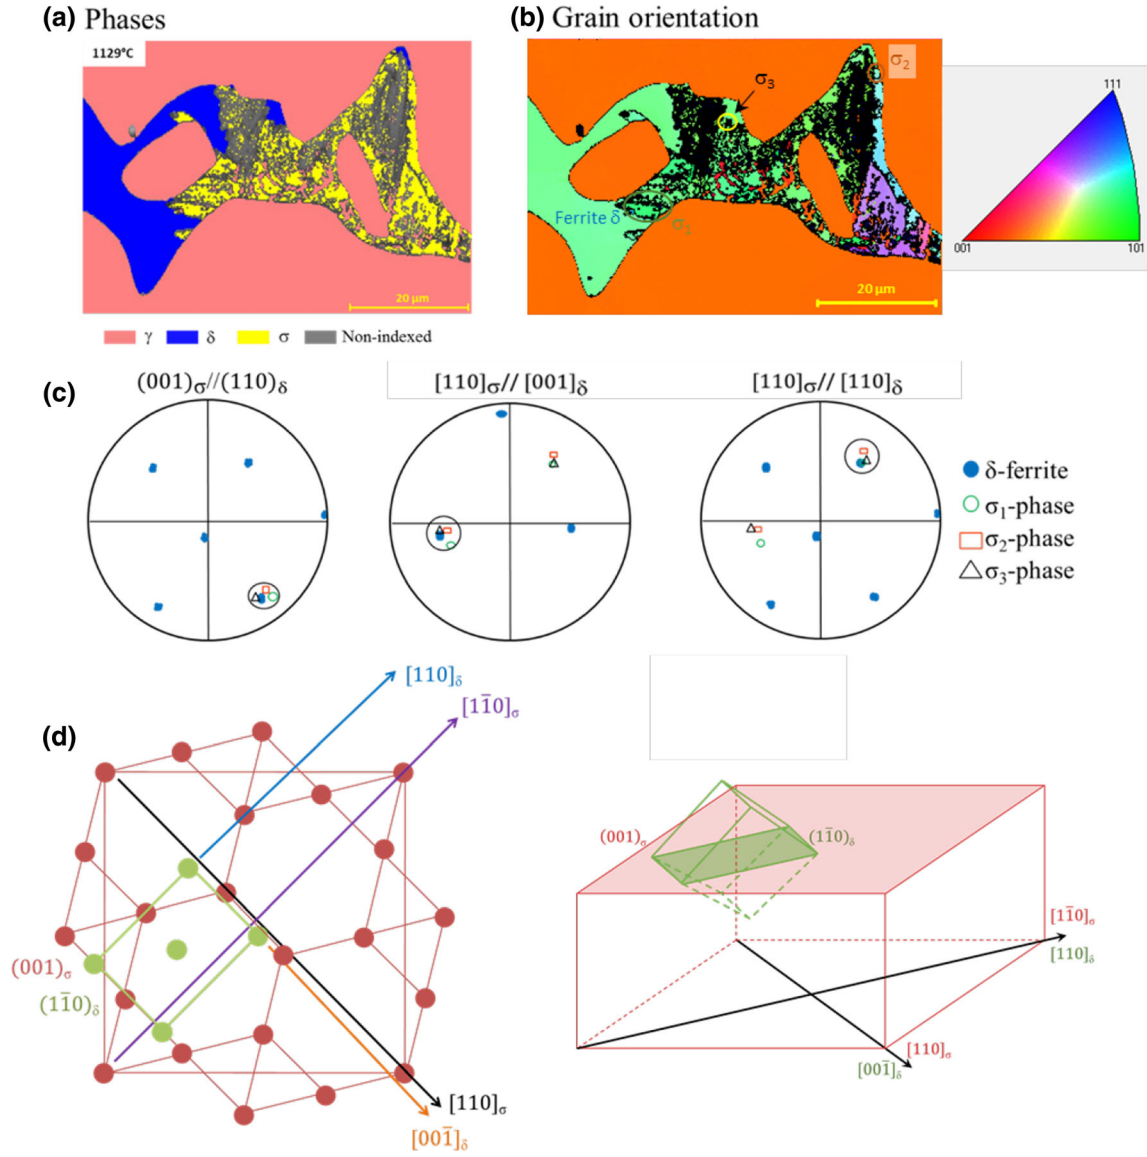 (a) Phases
1129°C
20 µm
γ δ σ Non-indexed
(b) Grain orientation
σ₃
σ₂
Ferrite δ
σ₁
20 µm
111
001
101
(c)
(001)σ//(110)δ
[110]σ// [001]δ
[110]σ// [110]δ
δ-ferrite
σ₁-phase
σ₂-phase
σ₃-phase
(d)
[110]δ
[11̅0]σ
(001)σ
(11̅0)δ
[110]σ
[001̅]δ
(001)σ
(11̅0)δ
[11̅0]σ
[110]δ
[110]σ
[001̅]δ